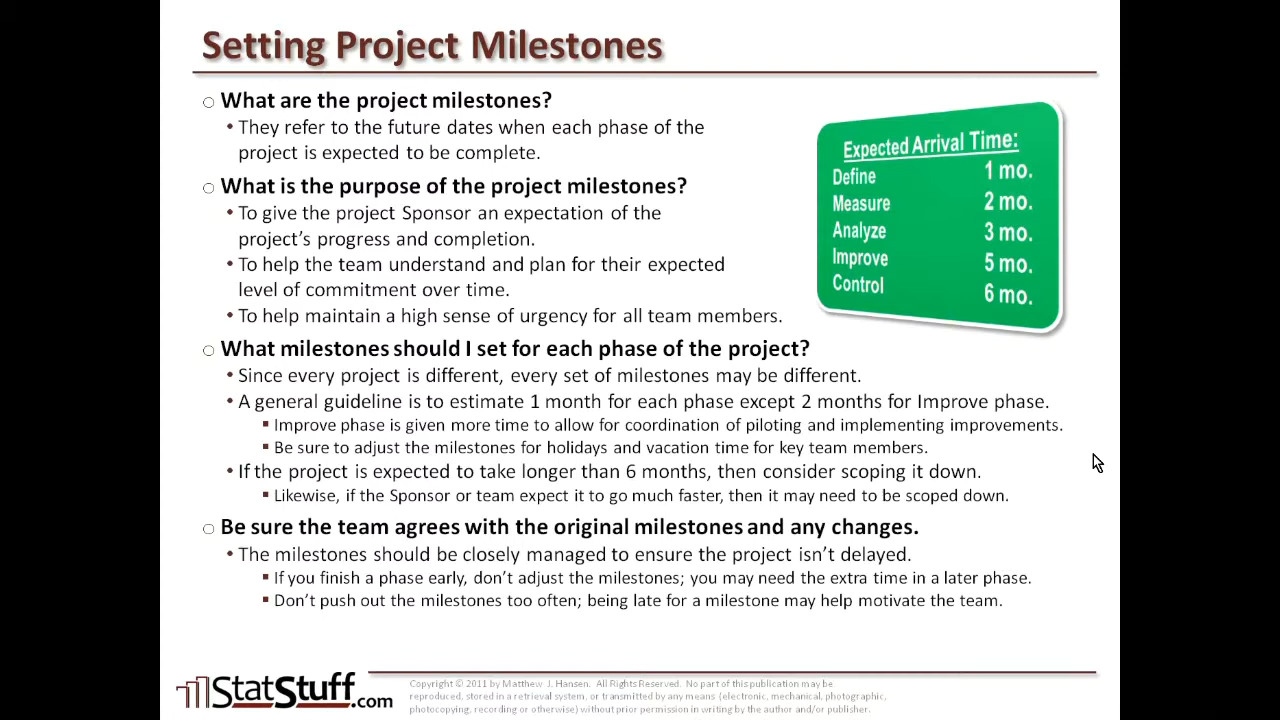 Setting Project Milestones
What are the project milestones?
They refer to the future dates when each phase of the
project is expected to be complete.
What is the purpose of the project milestones?
To give the project Sponsor an expectation of the
project's progress and completion.
To help the team understand and plan for their expected
level of commitment over time.
To help maintain a high sense of urgency for all team members.
Expected Arrival Time:
Define 1 mo.
Measure 2 mo.
Analyze 3 mo.
Improve 5 mo.
Control 6 mo.
What milestones should I set for each phase of the project?
Since every project is different, every set of milestones may be different.
A general guideline is to estimate 1 month for each phase except 2 months for Improve phase.
Improve phase is given more time to allow for coordination of piloting and implementing improvements.
Be sure to adjust the milestones for holidays and vacation time for key team members.
If the project is expected to take longer than 6 months, then consider scoping it down.
Likewise, if the Sponsor or team expect it to go much faster, then it may need to be scoped down.
Be sure the team agrees with the original milestones and any changes.
The milestones should be closely managed to ensure the project isn't delayed.
If you finish a phase early, don't adjust the milestones; you may need the extra time in a later phase.
Don't push out the milestones too often; being late for a milestone may help motivate the team.
StatStuff.com
Copyright © 2011 by Matthew J. Hansen. All Rights Reserved. No part of this publication may be
reproduced, stored in a retrieval system, or transmitted by any means (electronic, mechanical, photographic,
photocopying, recording or otherwise) without prior permission in writing by the author and/or publisher.